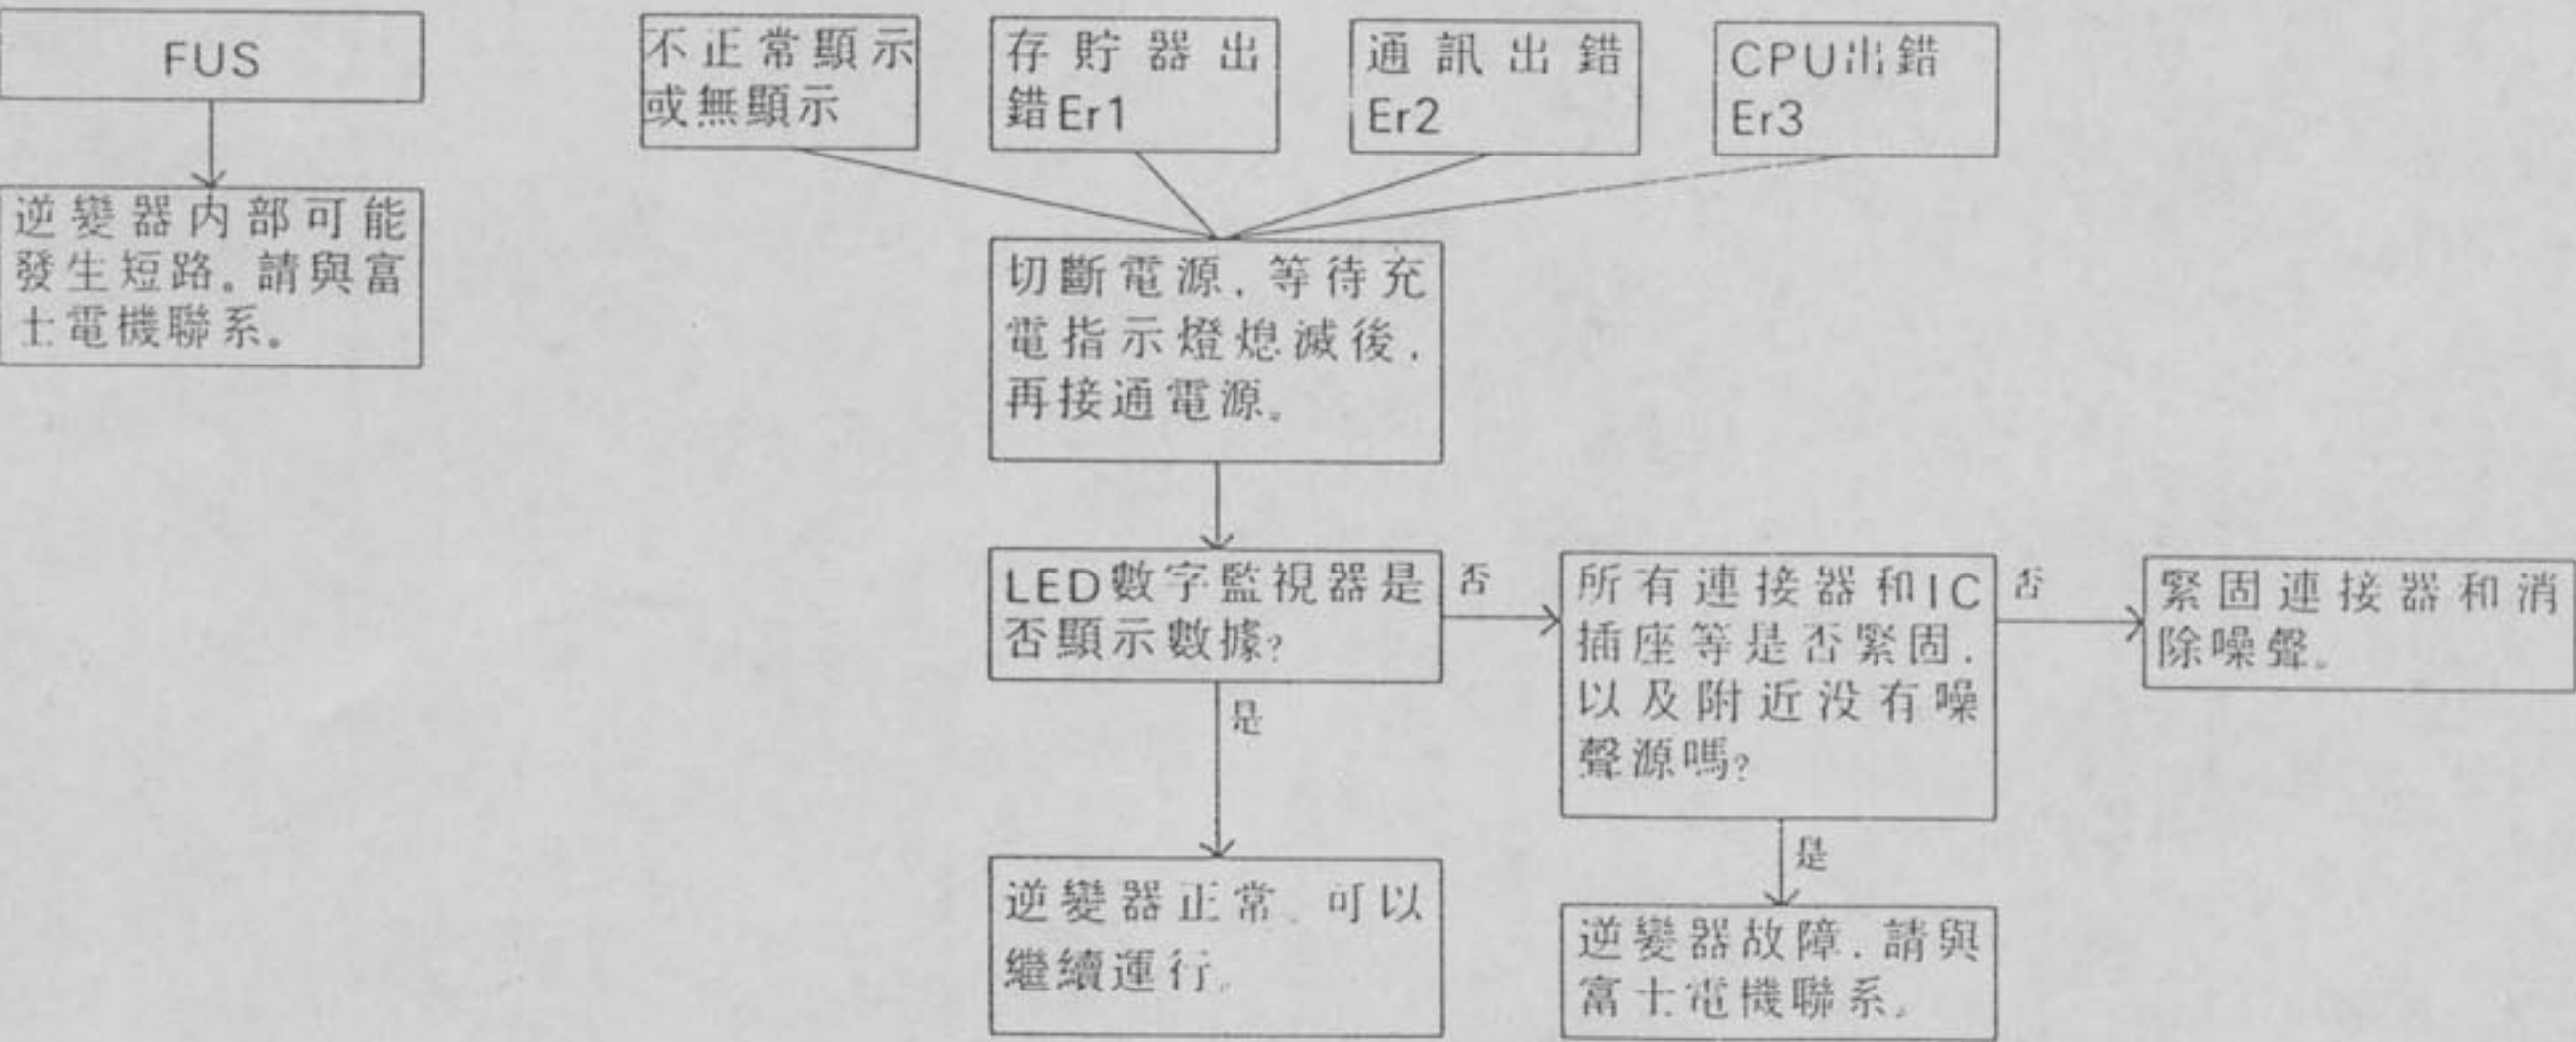 FUS
逆變器内部可能
發生短路。請與富
士電機聯系。
不正常顯示
或無顯示
存貯器出
錯Er1
通訊出錯
Er2
CPU出錯
Er3
切斷電源,等待充
電指示燈熄滅後,
再接通電源。
LED數字監視器是
否顯示數據?
否
所有連接器和IC
插座等是否緊固,
以及附近没有噪
聲源嗎?
否
緊固連接器和消
除噪聲。
是
逆變器正常。可以
繼續運行。
是
逆變器故障,請與
富士電機聯系。